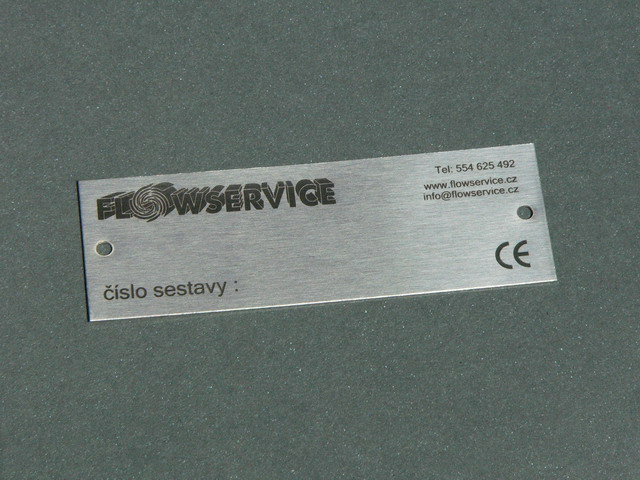 FLOWSERVICE
Tel: 554 625 492
www.flowservice.cz
info@flowservice.cz
CE
číslo sestavy :